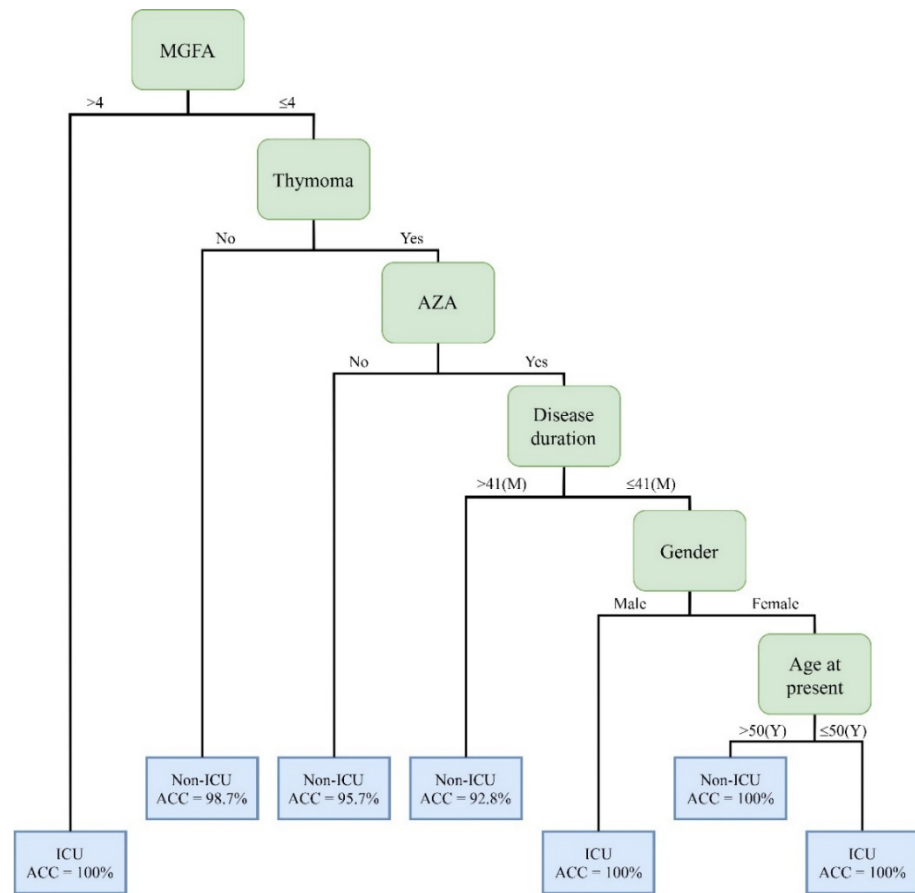 MGFA
>4
≤4
Thymoma
No
Yes
AZA
No
Yes
Disease
duration
>41(M)
≤41(M)
Gender
Male
Female
Age at
present
>50(Y)
≤50(Y)
Non-ICU
ACC = 98.7%
Non-ICU
ACC = 95.7%
Non-ICU
ACC = 92.8%
Non-ICU
ACC = 100%
ICU
ACC = 100%
ICU
ACC = 100%
ICU
ACC = 100%